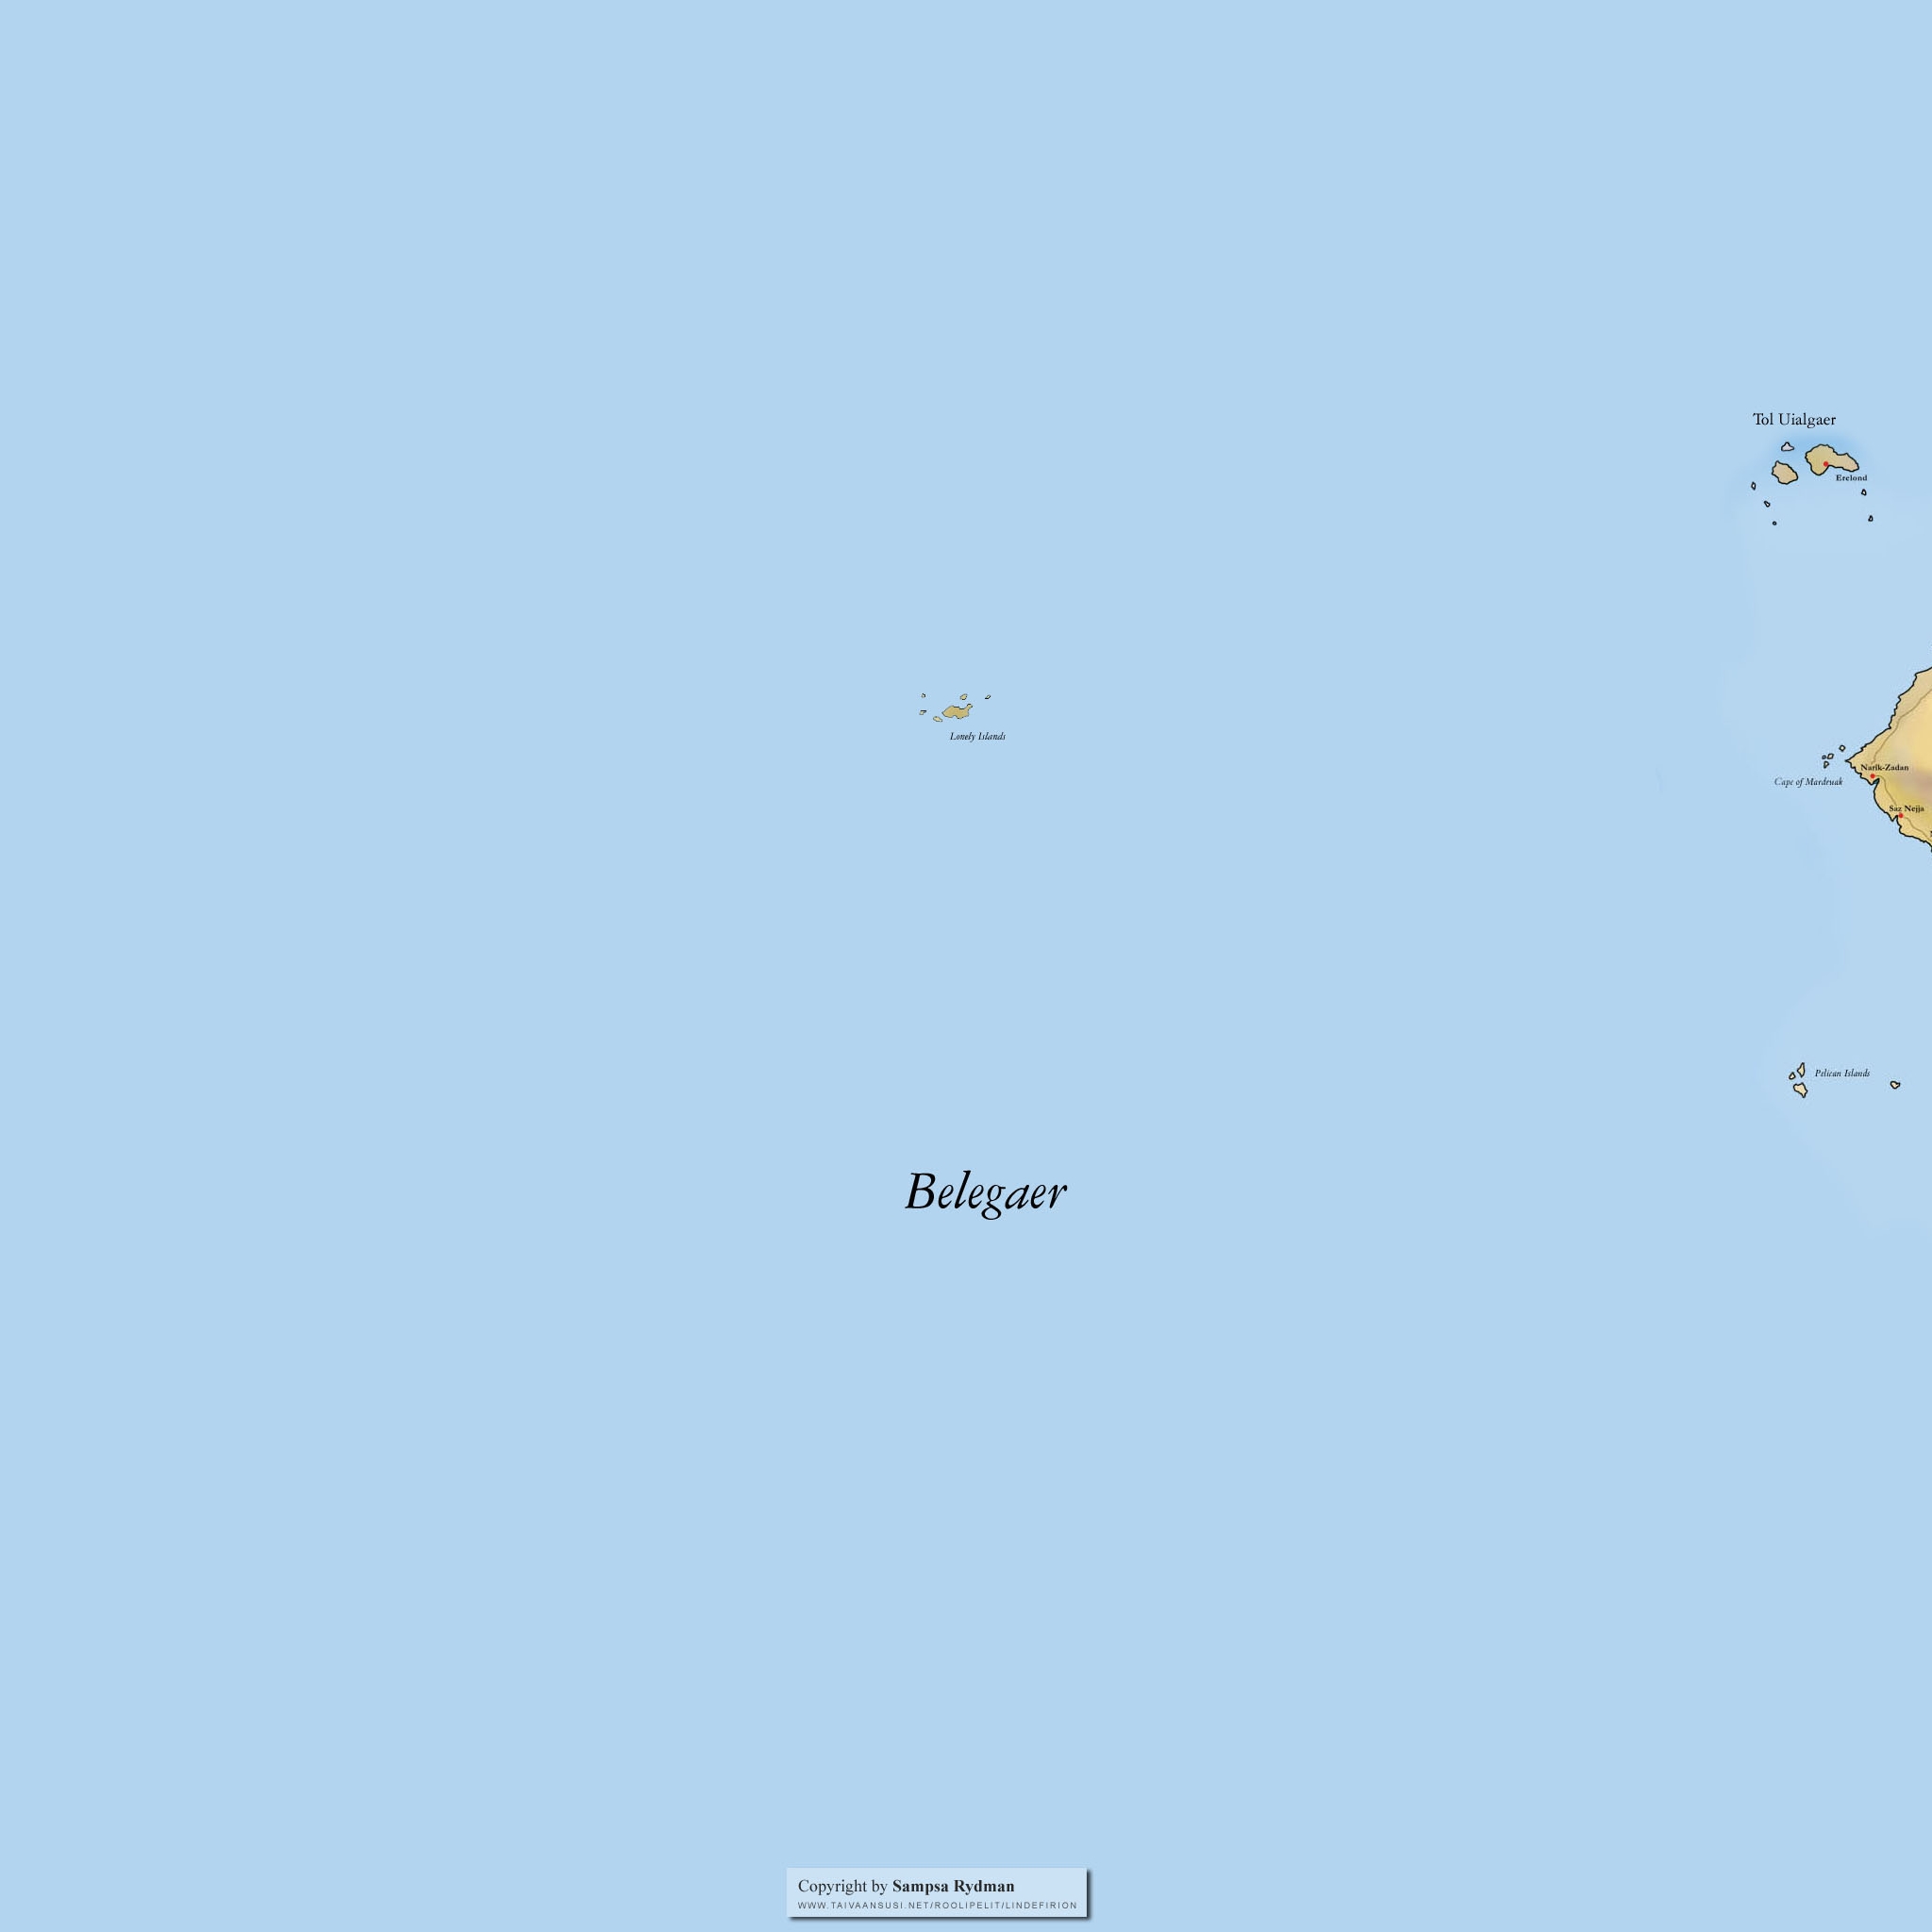 Tol Uialgaer
Erelond
Lonely Islands
Narîk-Zadan
Cape of Mardruak
Saz Nejja
Pelican Islands
Belegaer
Copyright by Sampsa Rydman
WWW.TAIVAANSUSI.NET/ROOLIPELIT/LINDEFIRION